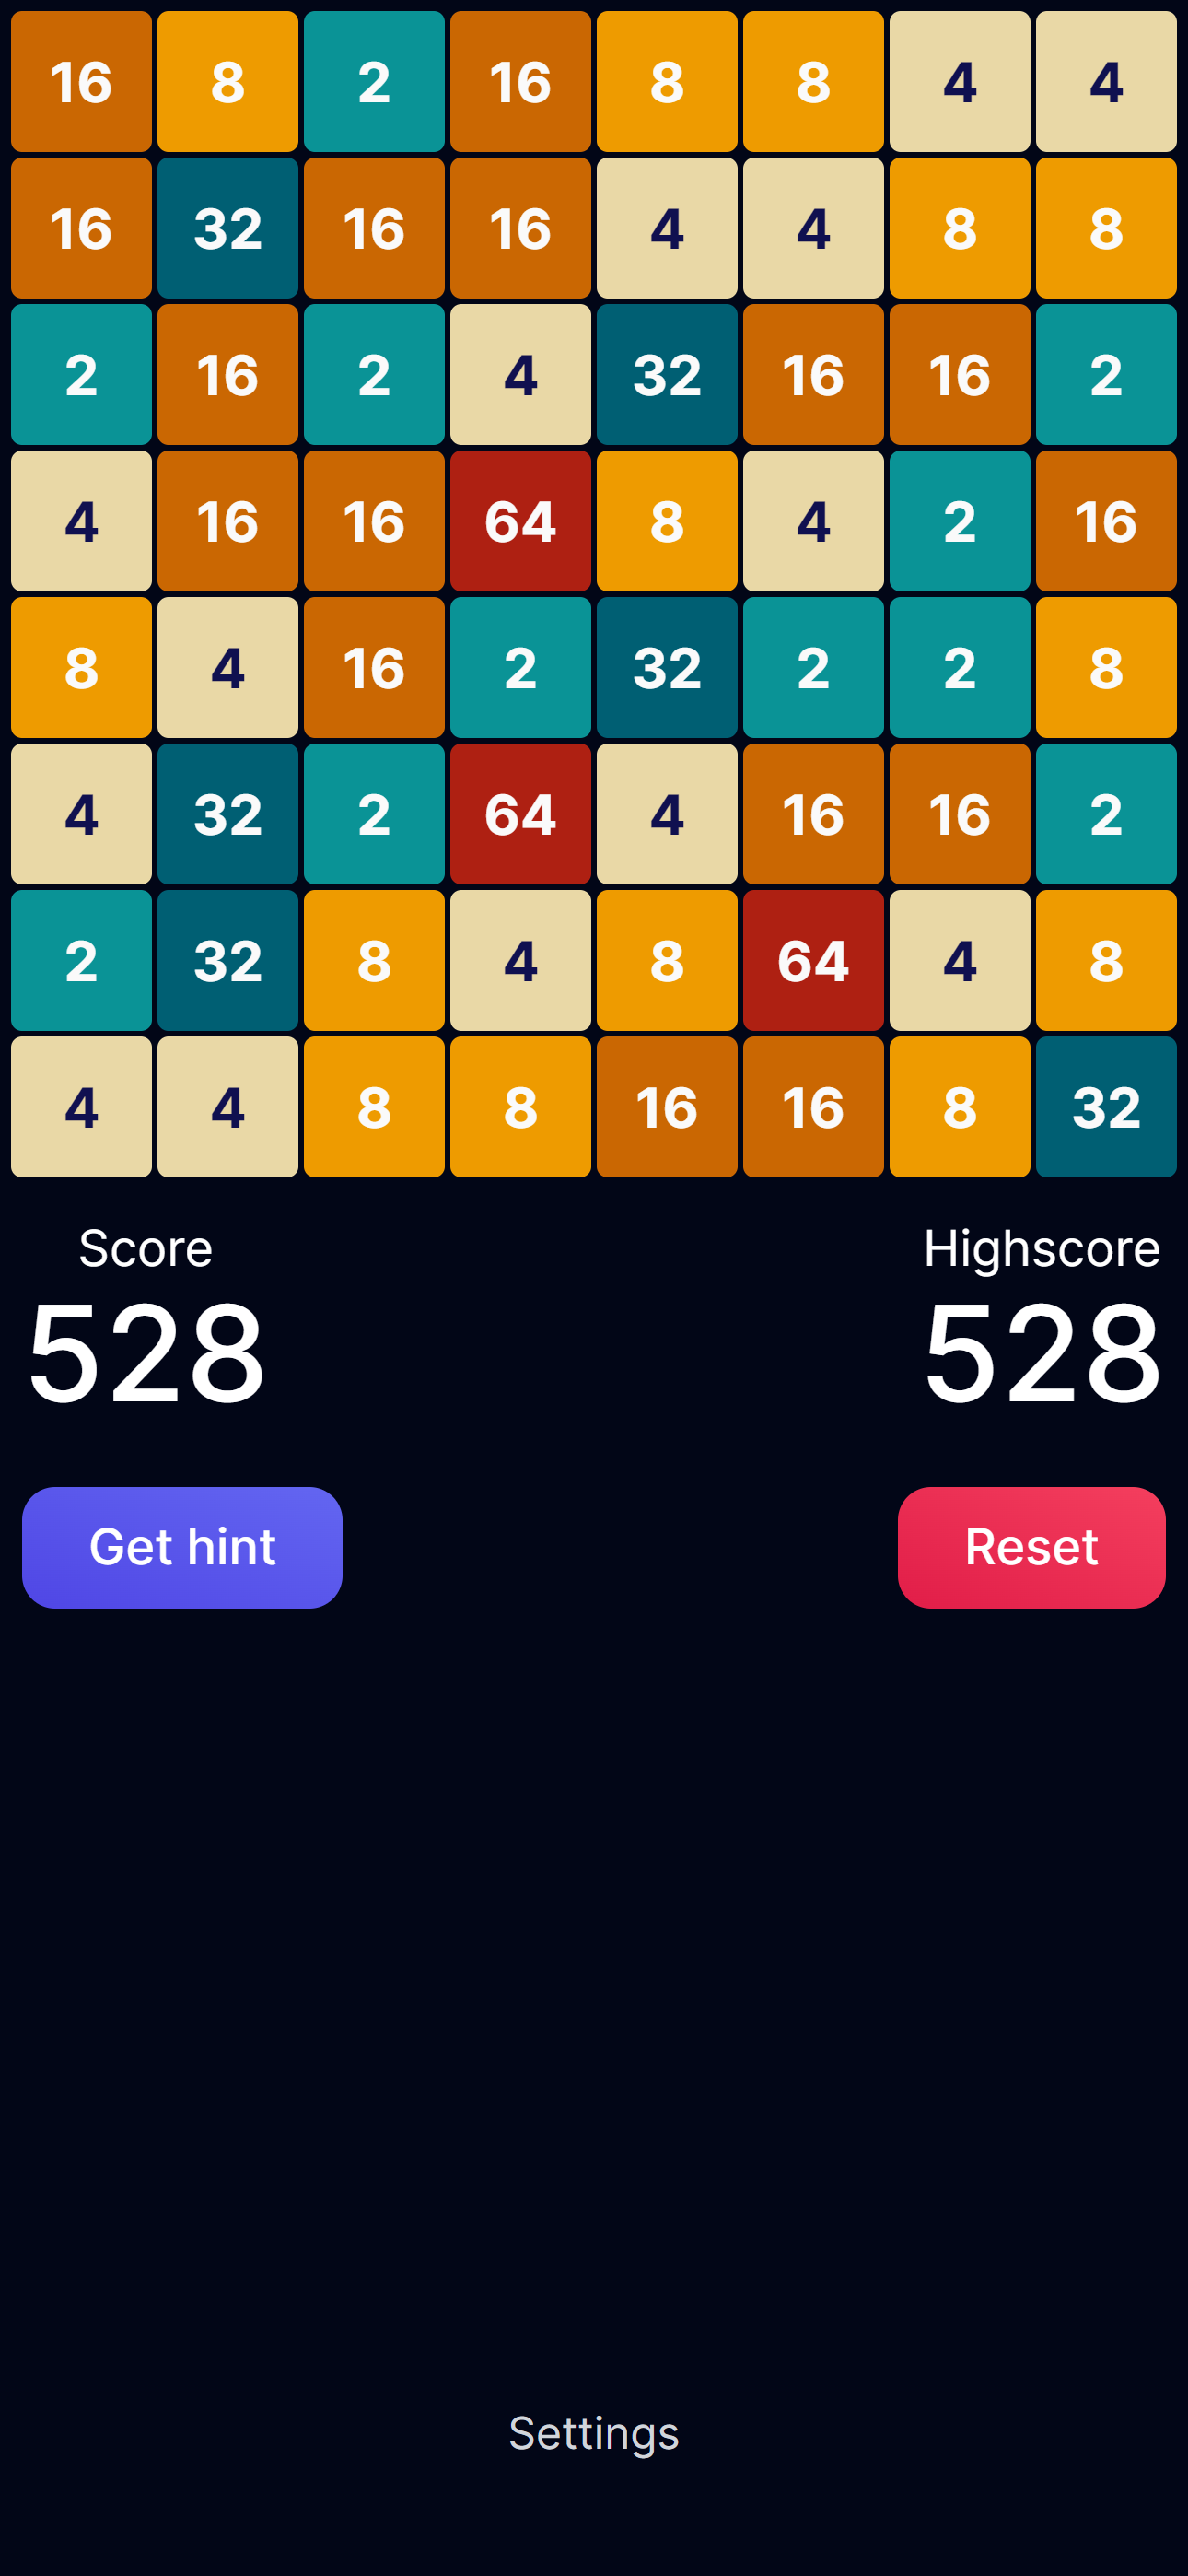 16 8 2 16 8 8 4 4
16 32 16 16 4 4 8 8
2 16 2 4 32 16 16 2
4 16 16 64 8 4 2 16
8 4 16 2 32 2 2 8
4 32 2 64 4 16 16 2
2 32 8 4 8 64 4 8
4 4 8 8 16 16 8 32
Score Highscore
528 528
Get hint Reset
Settings